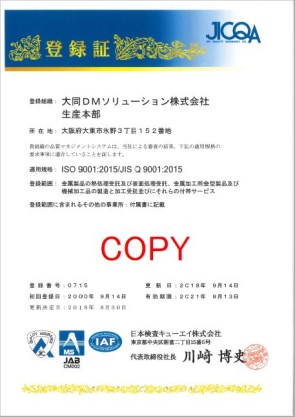 JICQA
登録証
登録組織： 大同DMソリューション株式会社
生産本部
所在地： 大阪府大東市氷野3丁目152番地
貴組織の品質マネジメントシステムは、当社による審査の結果、下記の適用規格の
要求事項に適合していることを証します。
適用規格： ISO 9001:2015/JIS Q 9001:2015
登録範囲： 金属製品の熱処理受託及び表面処理受託、金属加工用金型製品及び
機械加工品の製造と加工受託並びにそれらの付帯サービス
登録範囲に含まれるその他の事業所：付属書に記載
COPY
登録番号：0715 更新日：2018年 9月14日
初回登録日：2000年 9月14日 有効期限：2021年 9月13日
更新決定日：2018年 8月30日
MS
JAB
CM002
IAF
日本検査キューエイ株式会社
東京都中央区新富二丁目15番5号
代表取締役社長 川崎 博史